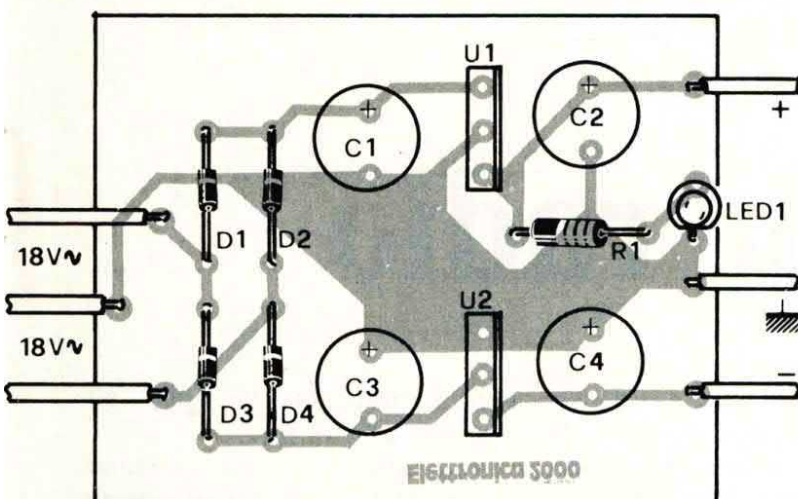 U1
+
C1
C2
+
+
LED1
D1
D2
18V~
R1
U2
18V~
+
+
C3
C4
−
D3
D4
Elettronica 2000